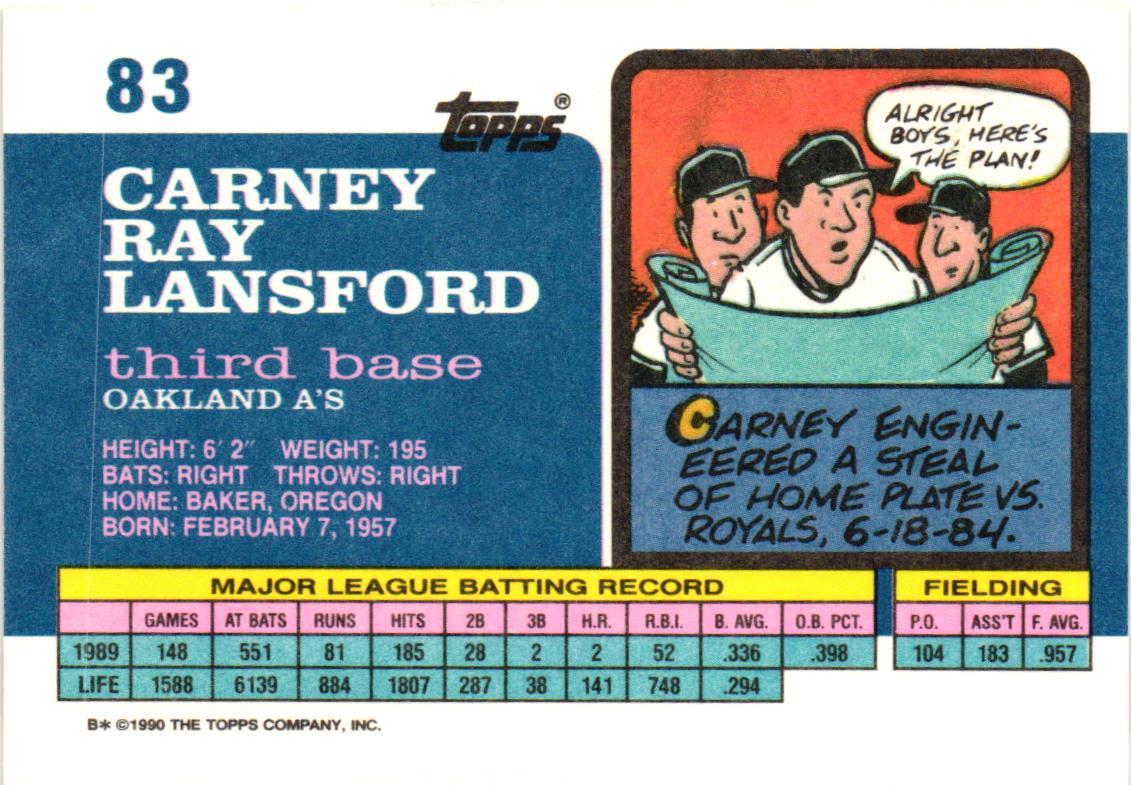 83
topps®
CARNEY
RAY
LANSFORD
third base
OAKLAND A'S
HEIGHT: 6' 2" WEIGHT: 195
BATS: RIGHT THROWS: RIGHT
HOME: BAKER, OREGON
BORN: FEBRUARY 7, 1957
ALRIGHT
BOYS, HERE'S
THE PLAN!
CARNEY ENGIN-
EERED A STEAL
OF HOME PLATE VS.
ROYALS, 6-18-84.
MAJOR LEAGUE BATTING RECORD
GAMES AT BATS RUNS HITS 2B 3B H.R. R.B.I. B. AVG. O.B. PCT.
1989 148 551 81 185 28 2 2 52 .336 .398
LIFE 1588 6139 884 1807 287 38 141 748 .294
FIELDING
P.O. ASS'T F. AVG.
104 183 .957
B* ©1990 THE TOPPS COMPANY, INC.